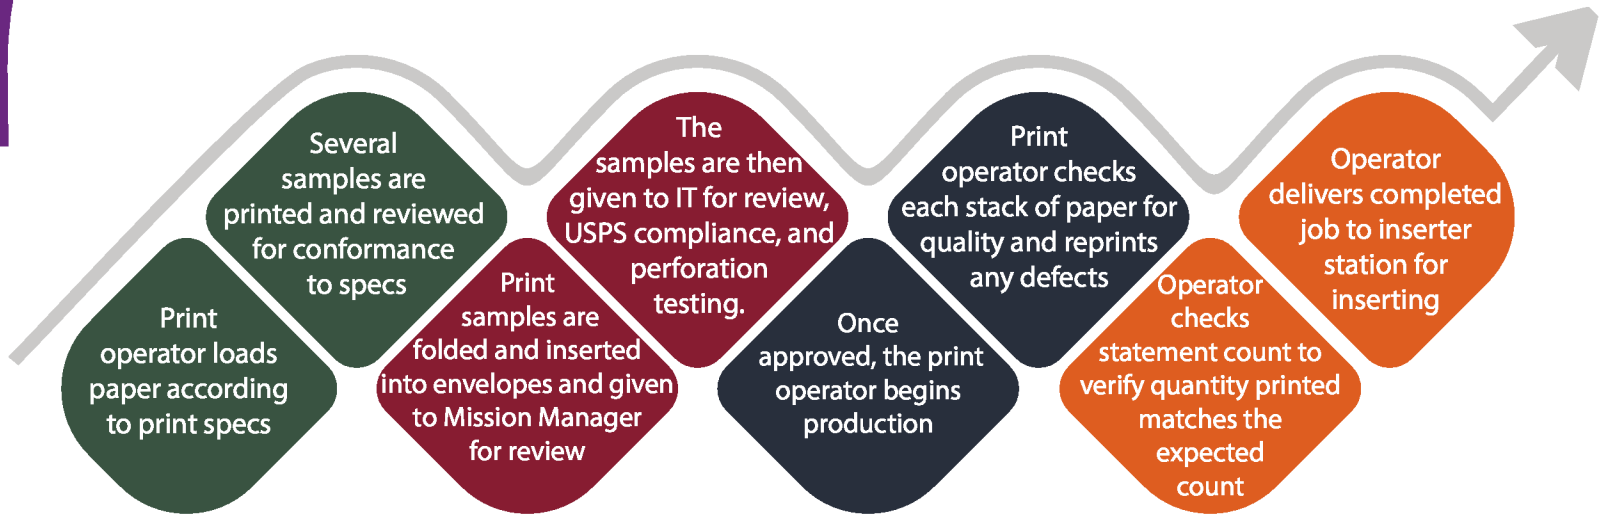 Print
operator loads
paper according
to print specs
Several
samples are
printed and reviewed
for conformance
to specs
Print
samples are
folded and inserted
into envelopes and given
to Mission Manager
for review
The
samples are then
given to IT for review,
USPS compliance, and
perforation
testing.
Once
approved, the print
operator begins
production
Print
operator checks
each stack of paper for
quality and reprints
any defects
Operator
checks
statement count to
verify quantity printed
matches the
expected
count
Operator
delivers completed
job to inserter
station for
inserting